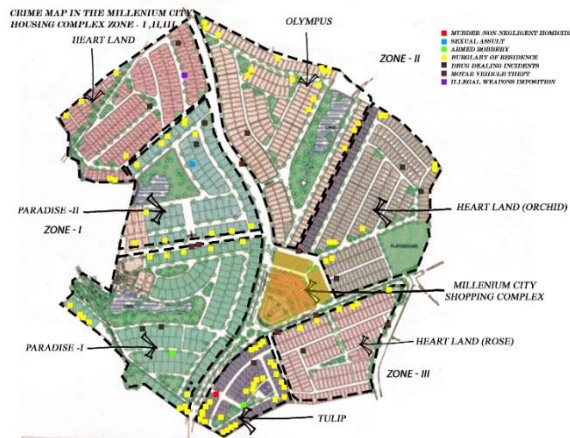 CRIME MAP IN THE MILLENIUM CITY
HOUSING COMPLEX ZONE - I ,II,III
HEART LAND
OLYMPUS
ZONE - II
MURDER /NON NEGLIGENT HOMICIDE
SEXUAL ASSULT
ARMED ROBBERY
BURGLARY OF RESIDENCE
DRUG DEALING INCIDENTS
MOTAR VEHICLE THEFT
ILLEGAL WEAPONS IMPOSITION
PARADISE -II
ZONE - I
HEART LAND (ORCHID)
PLAYGROUND
MILLENIUM CITY
SHOPPING COMPLEX
PARADISE -I
HEART LAND (ROSE)
ZONE - III
TULIP